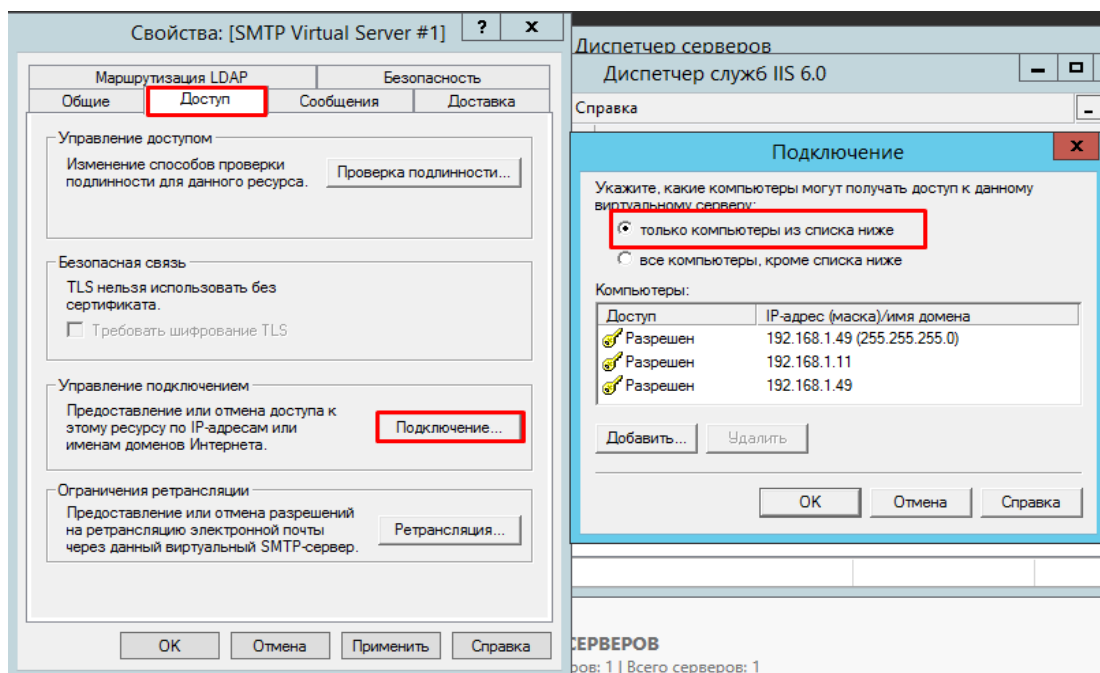 Свойства: [SMTP Virtual Server #1]
?
x
Маршрутизация LDAP
Безопасность
Общие
Доступ
Сообщения
Доставка
Управление доступом
Изменение способов проверки
подлинности для данного ресурса.
Проверка подлинности...
Безопасная связь
TLS нельзя использовать без
сертификата.
Требовать шифрование TLS
Управление подключением
Предоставление или отмена доступа к
этому ресурсу по IP-адресам или
именам доменов Интернета.
Подключение...
Ограничения ретрансляции
Предоставление или отмена разрешений
на ретрансляцию электронной почты
через данный виртуальный SMTP-сервер.
Ретрансляция...
ОК
Отмена
Применить
Справка
Диспетчер серверов
Диспетчер служб IIS 6.0
Справка
Подключение
x
Укажите, какие компьютеры могут получать доступ к данному
виртуальному серверу:
только компьютеры из списка ниже
все компьютеры, кроме списка ниже
Компьютеры:
Доступ
IP-адрес (маска)/имя домена
Разрешен 192.168.1.49 (255.255.255.0)
Разрешен 192.168.1.11
Разрешен 192.168.1.49
Добавить...
Удалить
ОК
Отмена
Справка
СЕРВЕРОВ
ров: 1 | Всего серверов: 1